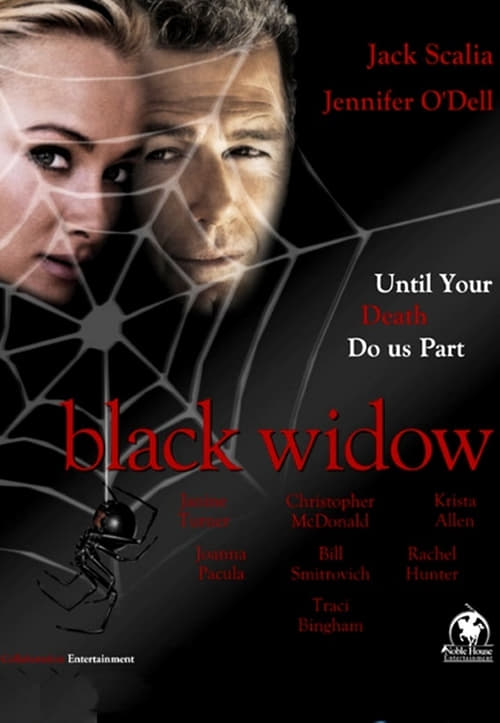 Jack Scalia
Jennifer O'Dell
Until Your
Death
Do us Part
black widow
Christopher
McDonald
Krista
Allen
Joanna
Pacula
Bill
Smitrovich
Rachel
Hunter
Traci
Bingham
Entertainment
Noble House
Entertainment